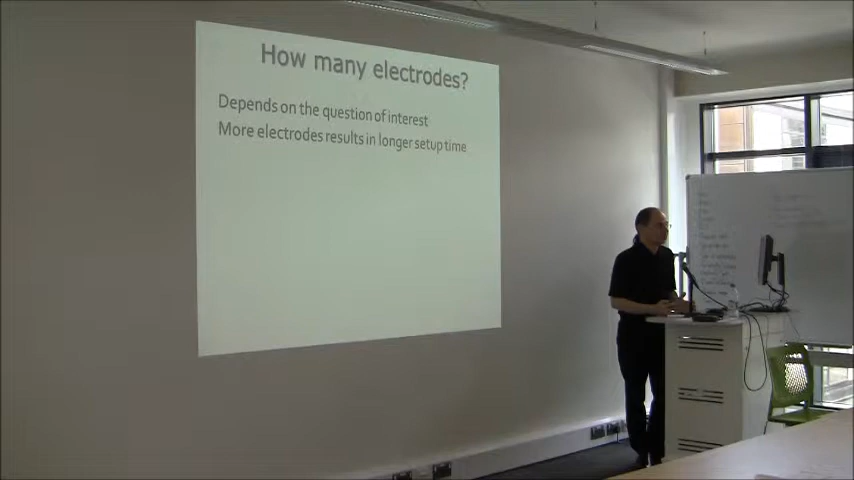 How many electrodes?
Depends on the question of interest
More electrodes results in longer setup time